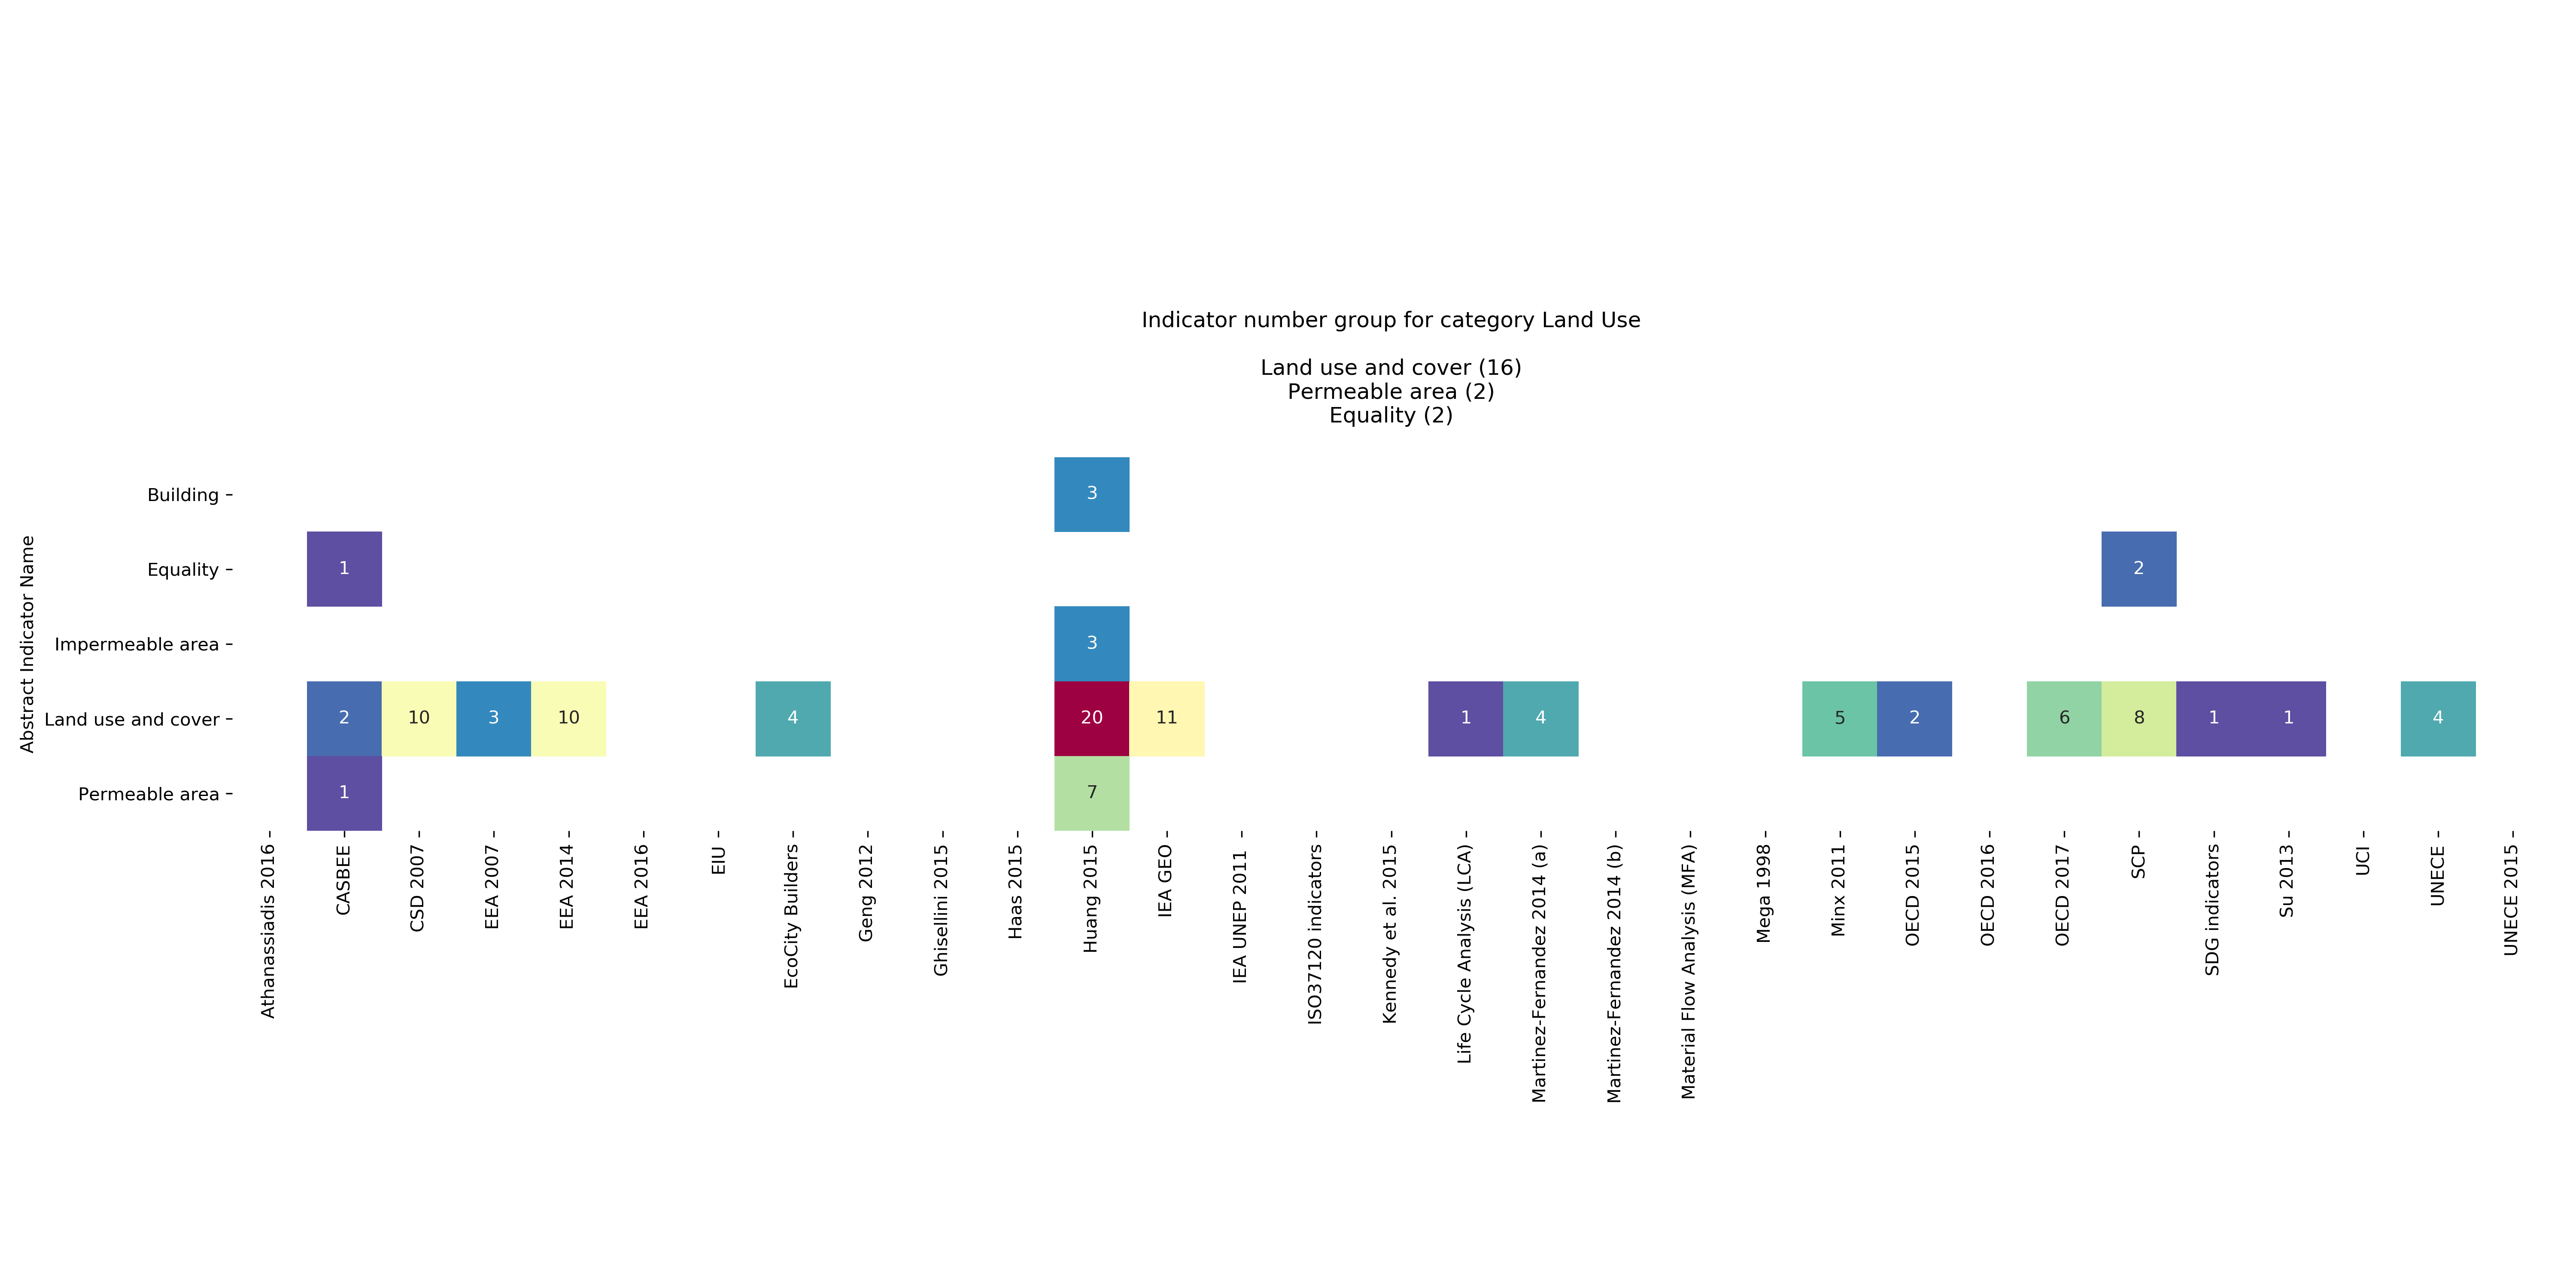 Indicator number group for category Land Use
Land use and cover (16)
Permeable area (2)
Equality (2)
Abstract Indicator Name
Building
3
Equality
1
2
Impermeable area
3
Land use and cover
2
10
3
10
4
20
11
1
4
5
2
6
8
1
1
4
Permeable area
1
7
Athanassiadis 2016
CASBEE
CSD 2007
EEA 2007
EEA 2014
EEA 2016
EIU
EcoCity Builders
Geng 2012
Ghisellini 2015
Haas 2015
Huang 2015
IEA GEO
IEA UNEP 2011
ISO37120 indicators
Kennedy et al. 2015
Life Cycle Analysis (LCA)
Martinez-Fernandez 2014 (a)
Martinez-Fernandez 2014 (b)
Material Flow Analysis (MFA)
Mega 1998
Minx 2011
OECD 2015
OECD 2016
OECD 2017
SCP
SDG indicators
Su 2013
UCI
UNECE
UNECE 2015